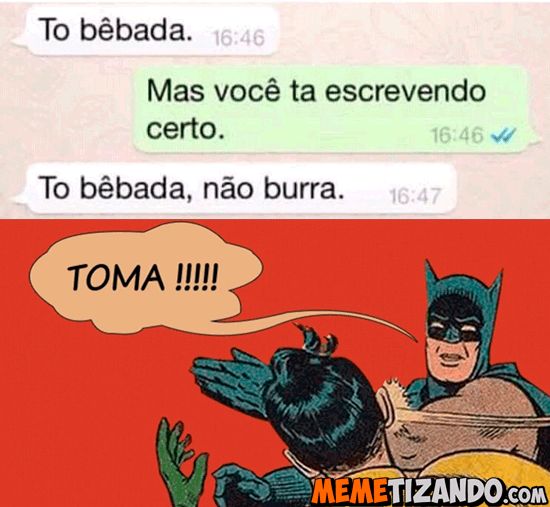 To bêbada. 16:46
Mas você ta escrevendo
certo. 16:46
To bêbada, não burra. 16:47
TOMA !!!!!
MEMETIZANDO.com